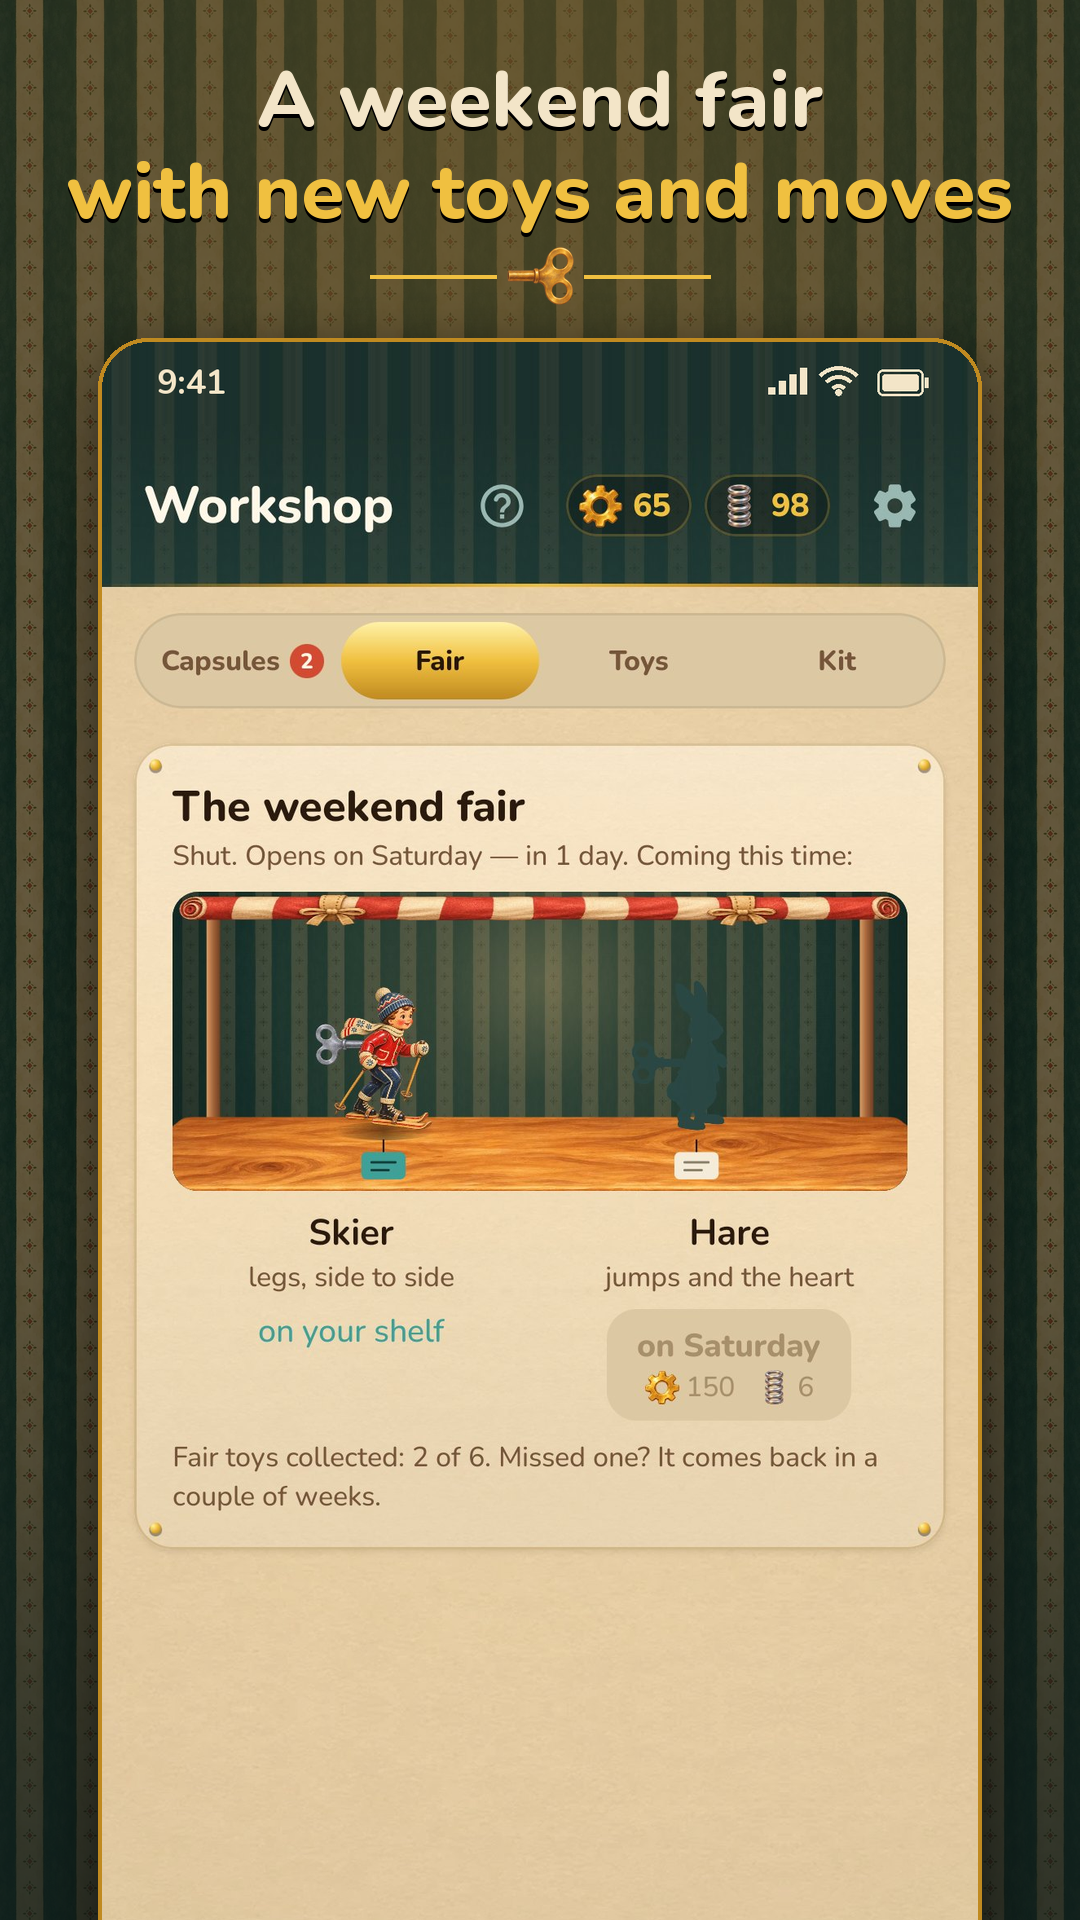 A weekend fair
with new toys and moves
9:41
Workshop
65
98
Capsules 2
Fair
Toys
Kit
The weekend fair
Shut. Opens on Saturday — in 1 day. Coming this time:
Skier
legs, side to side
on your shelf
Hare
jumps and the heart
on Saturday
150 6
Fair toys collected: 2 of 6. Missed one? It comes back in a
couple of weeks.